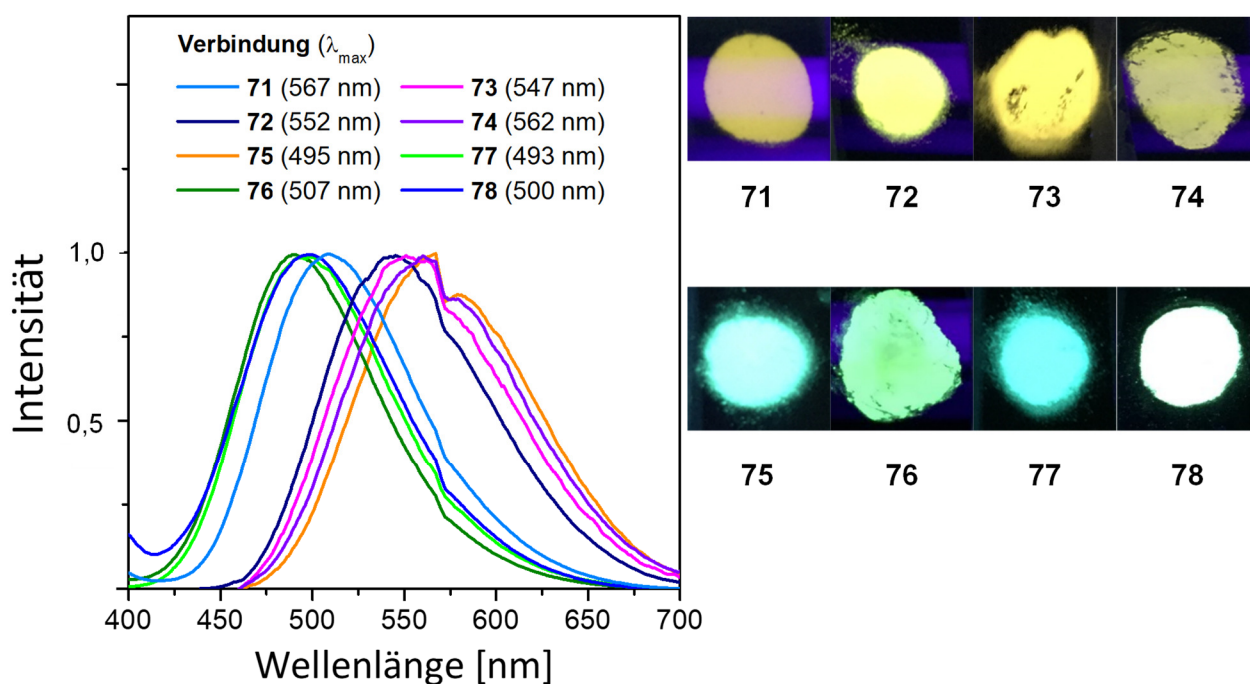 Verbindung (λmax)
71 (567 nm) 73 (547 nm)
72 (552 nm) 74 (562 nm)
75 (495 nm) 77 (493 nm)
76 (507 nm) 78 (500 nm)
1,0
0,5
Intensität
400 450 500 550 600 650 700
Wellenlänge [nm]
71 72 73 74
75 76 77 78